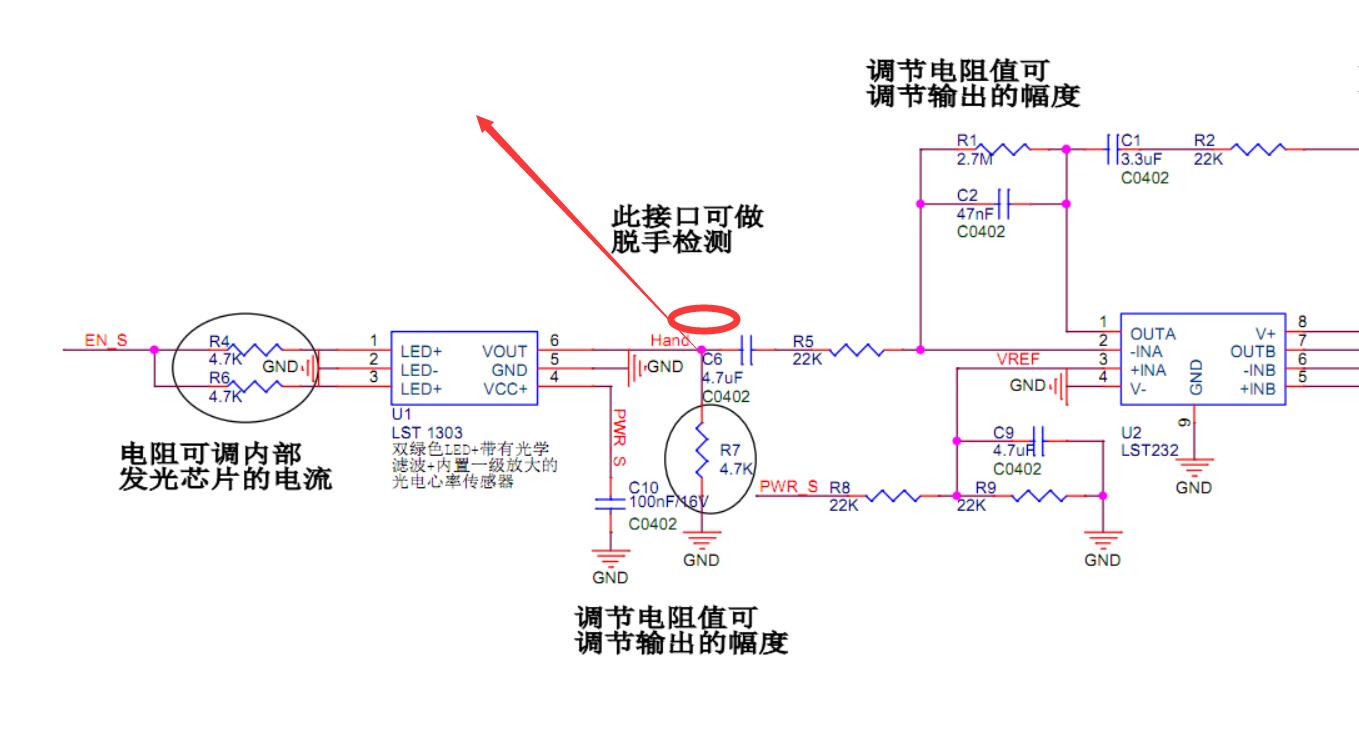 调节电阻值可
调节输出的幅度
R1
2.7M
C1
3.3uF
C0402
R2
22K
C2
47nF
C0402
此接口可做
脱手检测
EN_S
R4
4.7K
R6
4.7K
GND
1
2
3
LED+
LED-
LED+
VOUT
GND
VCC+
6
5
4
U1
LST 1303
双绿色LED+带有光学
滤波+内置一级放大的
光电心率传感器
Hand
GND
C6
4.7uF
C0402
R5
22K
VREF
GND
1
2
3
4
OUTA
-INA
+INA
V-
GND
V+
OUTB
-INB
+INB
8
7
6
5
9
U2
LST232
GND
电阻可调内部
发光芯片的电流
PWR_S
C10
100nF/16V
C0402
GND
R7
4.7K
GND
C9
4.7uF
C0402
PWR_S
R8
22K
R9
22K
GND
调节电阻值可
调节输出的幅度